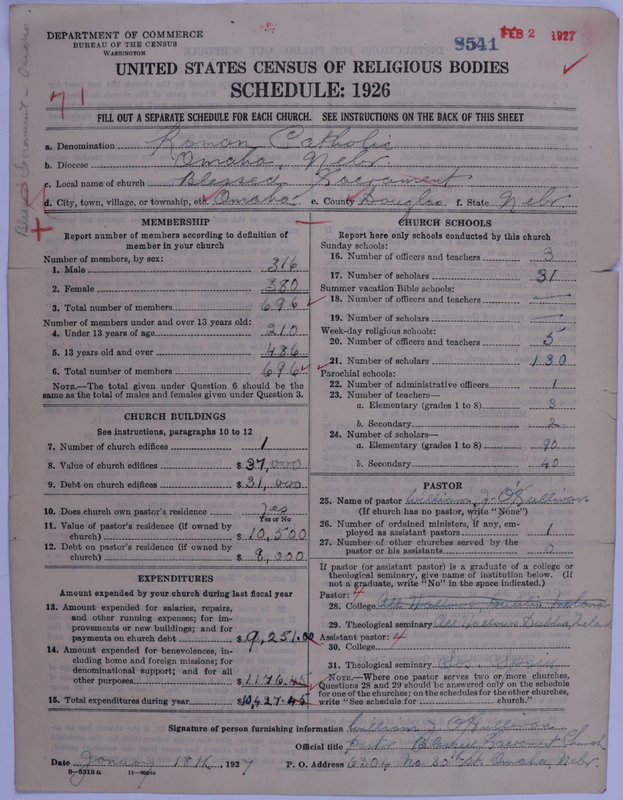 DEPARTMENT OF COMMERCE
BUREAU OF THE CENSUS
WASHINGTON
8541 FEB 2 1927
UNITED STATES CENSUS OF RELIGIOUS BODIES
SCHEDULE: 1926
71
FILL OUT A SEPARATE SCHEDULE FOR EACH CHURCH. SEE INSTRUCTIONS ON THE BACK OF THIS SHEET
a. Denomination Roman Catholic
b. Diocese Omaha, Nebr.
c. Local name of church Blessed Sacrament
d. City, town, village, or township, etc. Omaha e. County Douglas f. State Nebr
Sacrament - Omaha
MEMBERSHIP
Report number of members according to definition of
member in your church
Number of members, by sex:
1. Male 316
2. Female 380
3. Total number of members 696
Number of members under and over 13 years old:
4. Under 13 years of age 210
5. 13 years old and over 486
6. Total number of members 696
NOTE.—The total given under Question 6 should be the
same as the total of males and females given under Question 3.
CHURCH BUILDINGS
See instructions, paragraphs 10 to 12
7. Number of church edifices 1
8. Value of church edifices $ 37,000
9. Debt on church edifices $ 31,000
10. Does church own pastor's residence yes
Yes or No
11. Value of pastor's residence (if owned by
church) $ 10,500
12. Debt on pastor's residence (if owned by
church) $ 8,000
EXPENDITURES
Amount expended by your church during last fiscal year
13. Amount expended for salaries, repairs,
and other running expenses; for im-
provements or new buildings; and for
payments on church debt $ 9,251.00
14. Amount expended for benevolences, in-
cluding home and foreign missions; for
denominational support; and for all
other purposes $ 1176.45
15. Total expenditures during year $ 10427.45
CHURCH SCHOOLS
Report here only schools conducted by this church
Sunday schools:
16. Number of officers and teachers 3
17. Number of scholars 31
Summer vacation Bible schools:
18. Number of officers and teachers —
19. Number of scholars —
Week-day religious schools:
20. Number of officers and teachers 5
21. Number of scholars 130
Parochial schools:
22. Number of administrative officers 1
23. Number of teachers—
a. Elementary (grades 1 to 8) 3
b. Secondary 2
24. Number of scholars—
a. Elementary (grades 1 to 8) 90
b. Secondary 40
PASTOR
25. Name of pastor William J. O'Sullivan
(If church has no pastor, write "None")
26. Number of ordained ministers, if any, em-
ployed as assistant pastors 1
27. Number of other churches served by the
pastor or his assistants 0
If pastor (or assistant pastor) is a graduate of a college or
theological seminary, give name of institution below. (If
not a graduate, write "No" in the space indicated.)
Pastor: 4
28. College All Hallows Ireland
29. Theological seminary All Hallows Dublin Ireland
Assistant pastor: 4
30. College
31. Theological seminary
NOTE.—Where one pastor serves two or more churches,
Questions 28 and 29 should be answered only on the schedule
for one of the churches; on the schedules for the other churches,
write "See schedule for church."
Signature of person furnishing information William J O'Sullivan
Official title Pastor Blessed Sacrament Church
Date January 18th, 1927 P. O. Address 6304 No. 30th St. Omaha, Nebr.
8-5518a